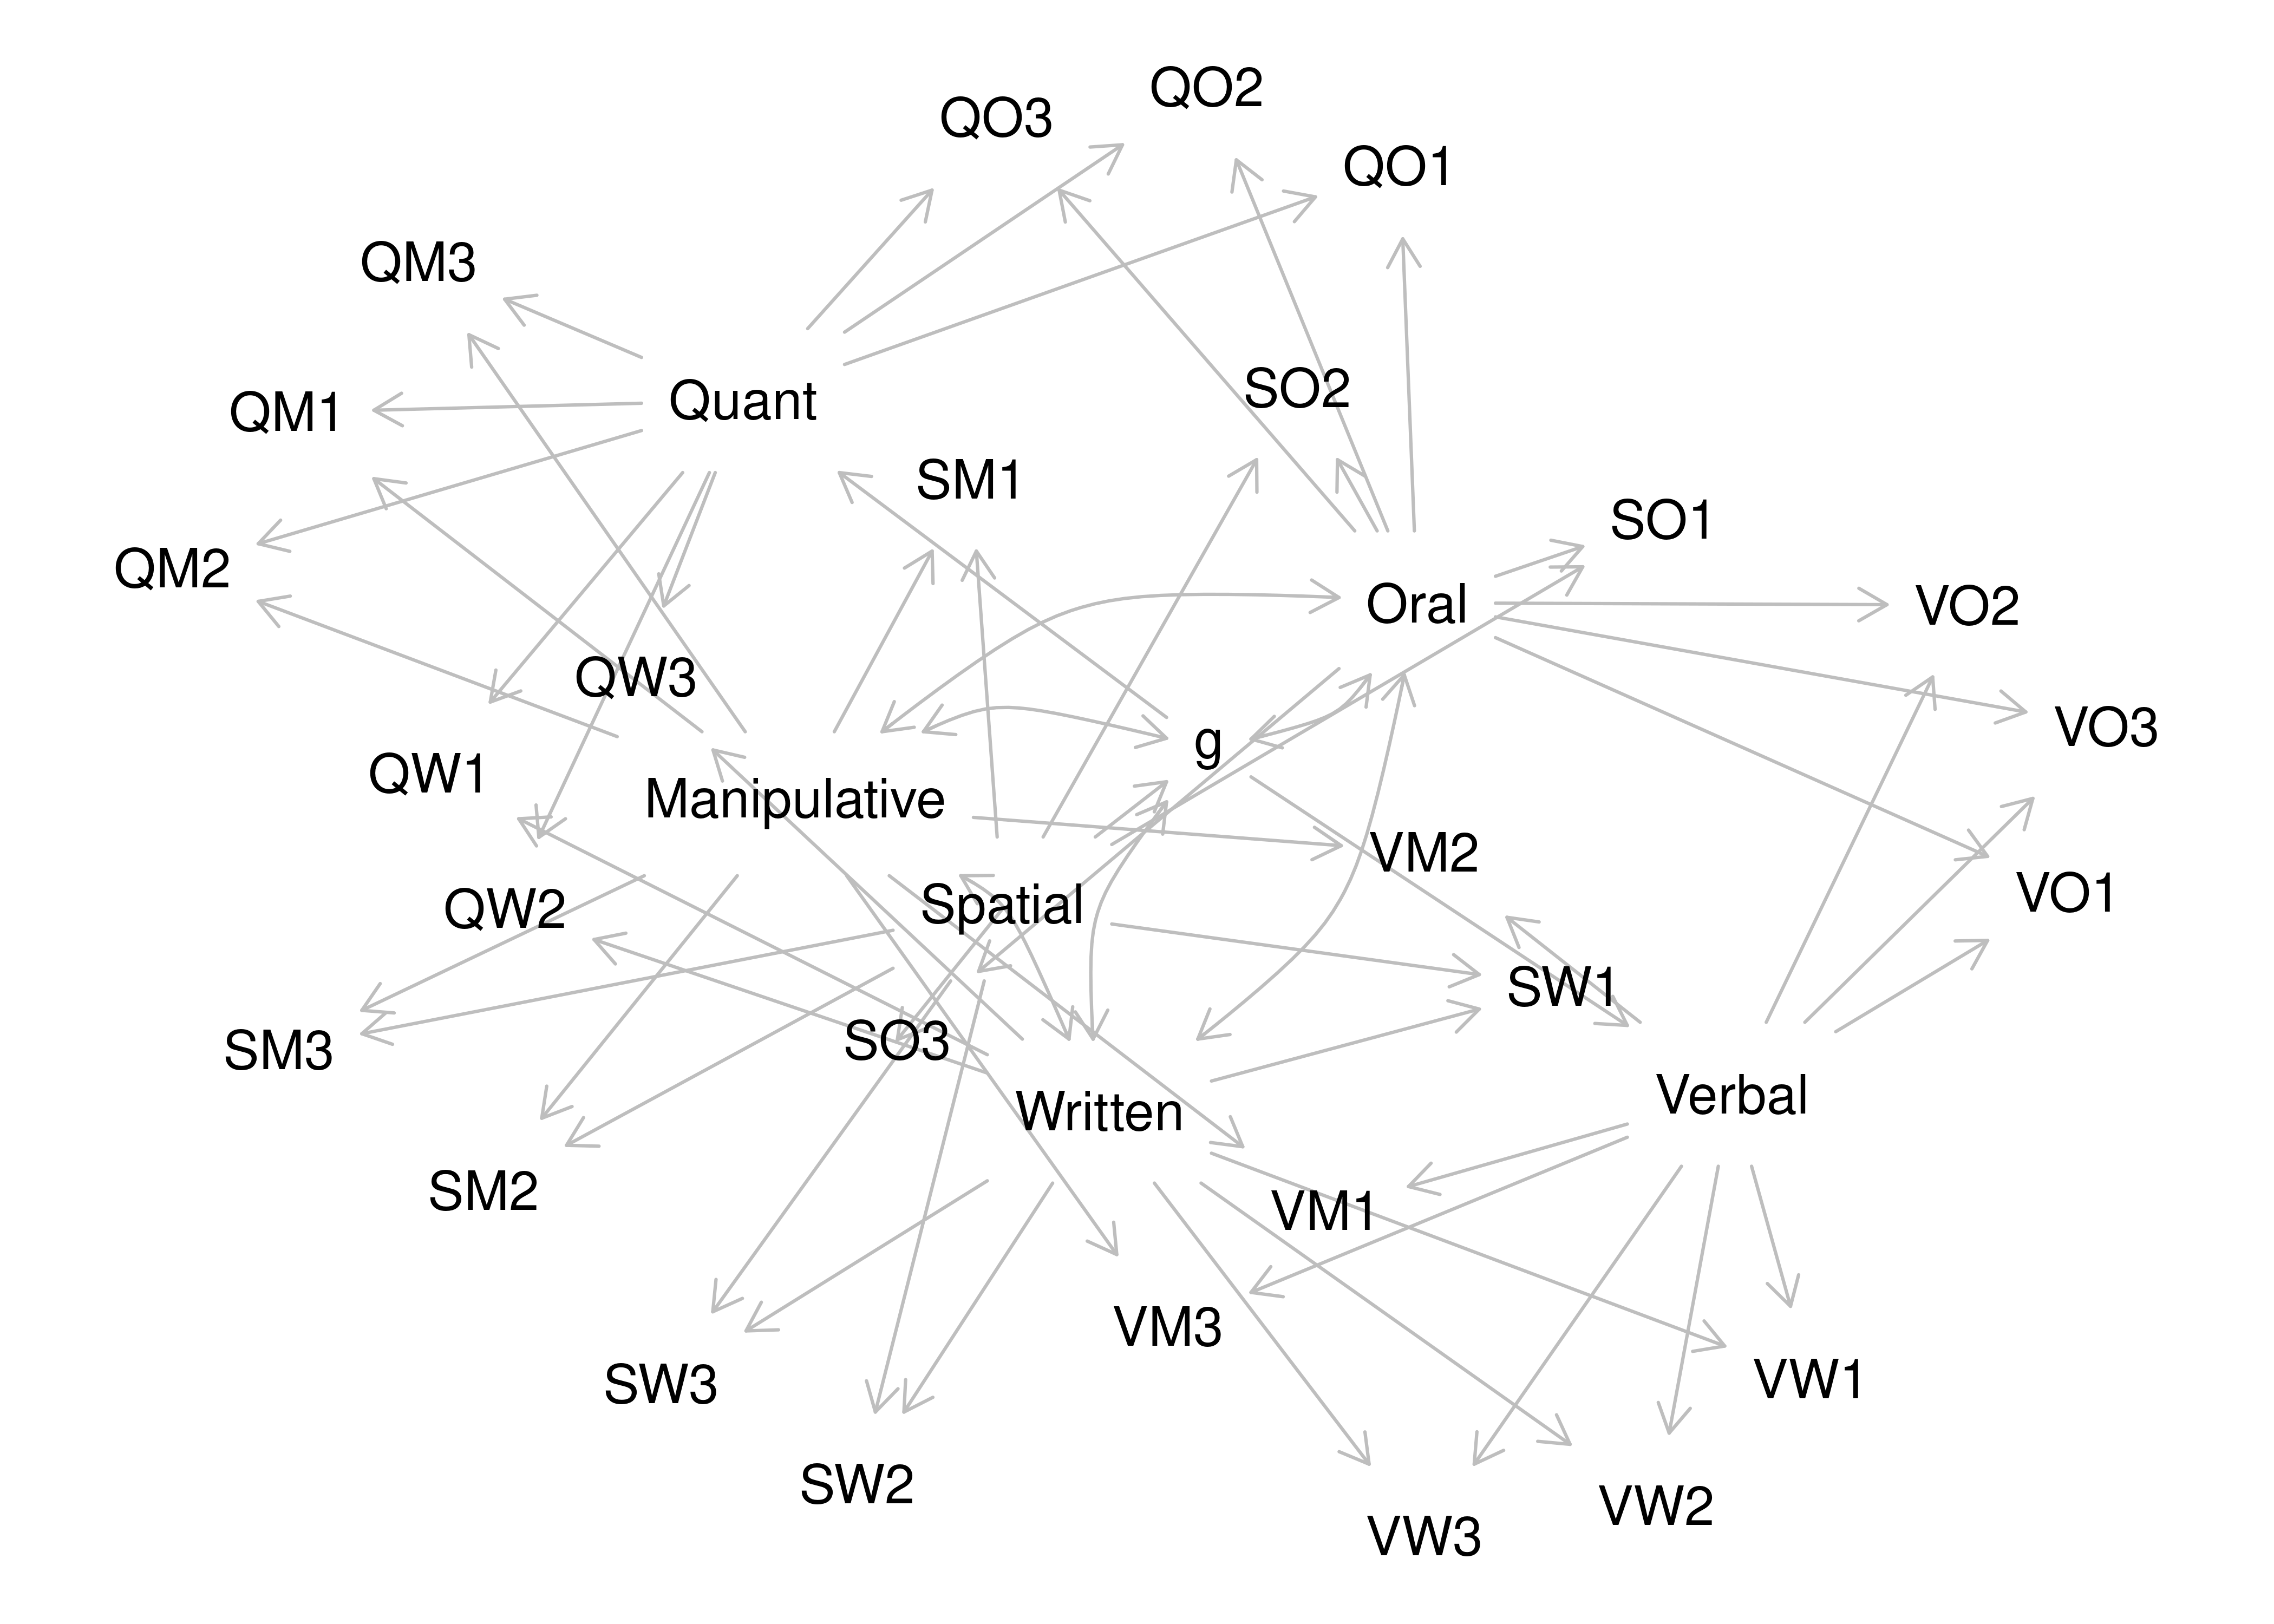 QO2
QO3
QO1
QM3
SO2
Quant
QM1
SM1
SO1
QM2
Oral
VO2
QW3
VO3
g
QW1
Manipulative
VM2
VO1
Spatial
QW2
SW1
SO3
SM3
Verbal
Written
SM2
VM1
VM3
VW1
SW3
SW2
VW2
VW3